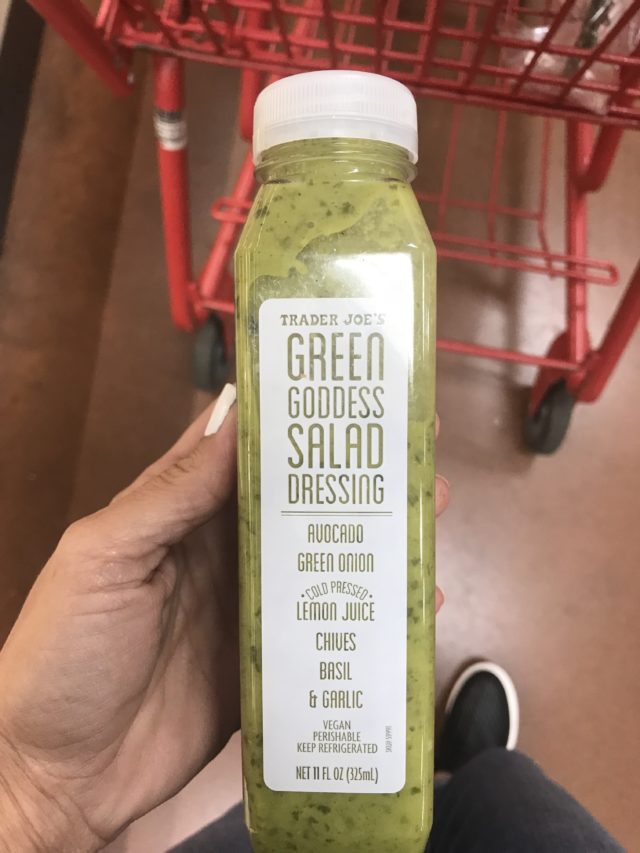 TRADER JOE'S
GREEN
GODDESS
SALAD
DRESSING
AVOCADO
GREEN ONION
•COLD PRESSED•
LEMON JUICE
CHIVES
BASIL
& GARLIC
VEGAN
PERISHABLE
KEEP REFRIGERATED
NET 11 FL OZ (325mL)